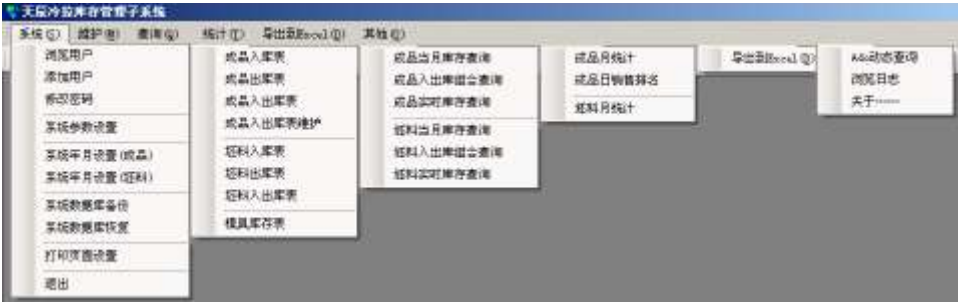 天辰冷拉库存管理子系统
系统(S) 维护(W) 查询(Q) 统计(T) 导出到Excel(D) 其他(Q)
浏览用户
添加用户
修改密码
系统参数设置
系统年月设置(成品)
系统年月设置(坯料)
系统数据库备份
系统数据库恢复
打印页面设置
退出
成品入库表
成品出库表
成品入出库表
成品入出库表维护
坯料入库表
坯料出库表
坯料入出库表
模具库存表
成品当月库存查询
成品入出库组合查询
成品实时库存查询
坯料当月库存查询
坯料入出库组合查询
坯料实时库存查询
成品月统计
成品日销售排名
坯料月统计
导出到Excel(D)
Ado动态查询
浏览日志
关于……